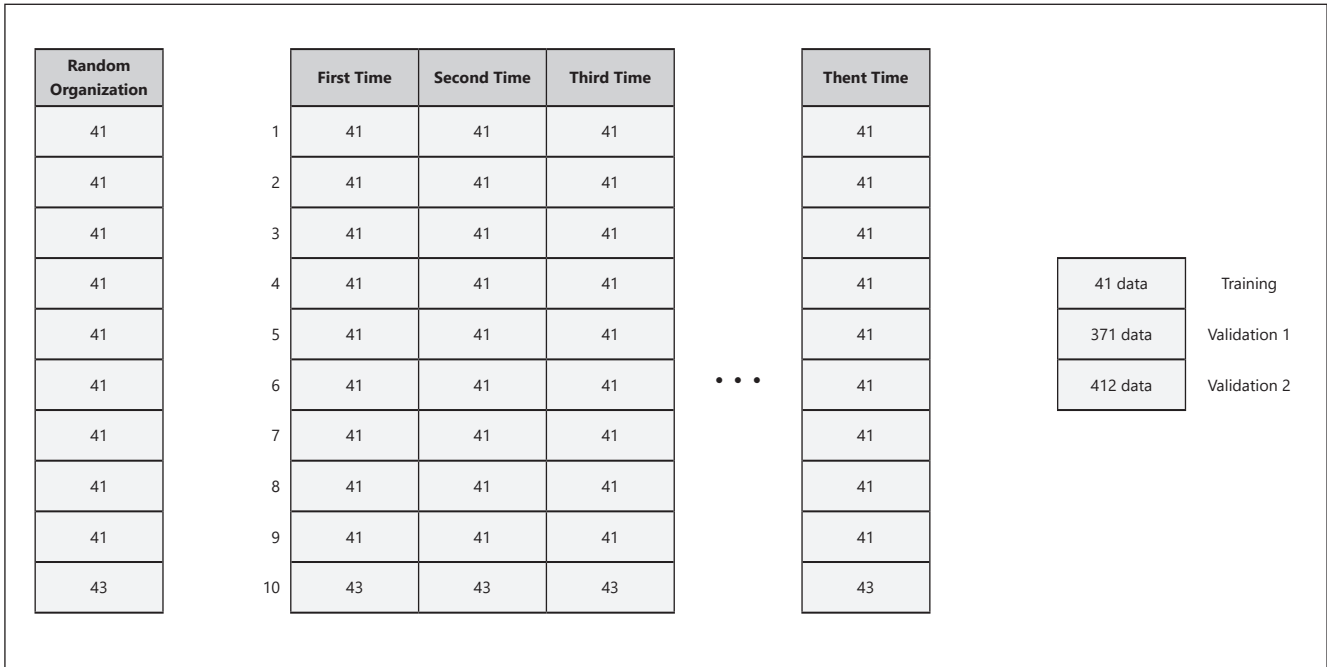 Random
Organization
First Time Second Time Third Time Thent Time
41 1 41 41 41 41
41 2 41 41 41 41
41 3 41 41 41 41
41 4 41 41 41 41 41 data Training
41 5 41 41 41 41 371 data Validation 1
41 6 41 41 41 • • • 41 412 data Validation 2
41 7 41 41 41 41
41 8 41 41 41 41
41 9 41 41 41 41
43 10 43 43 43 43